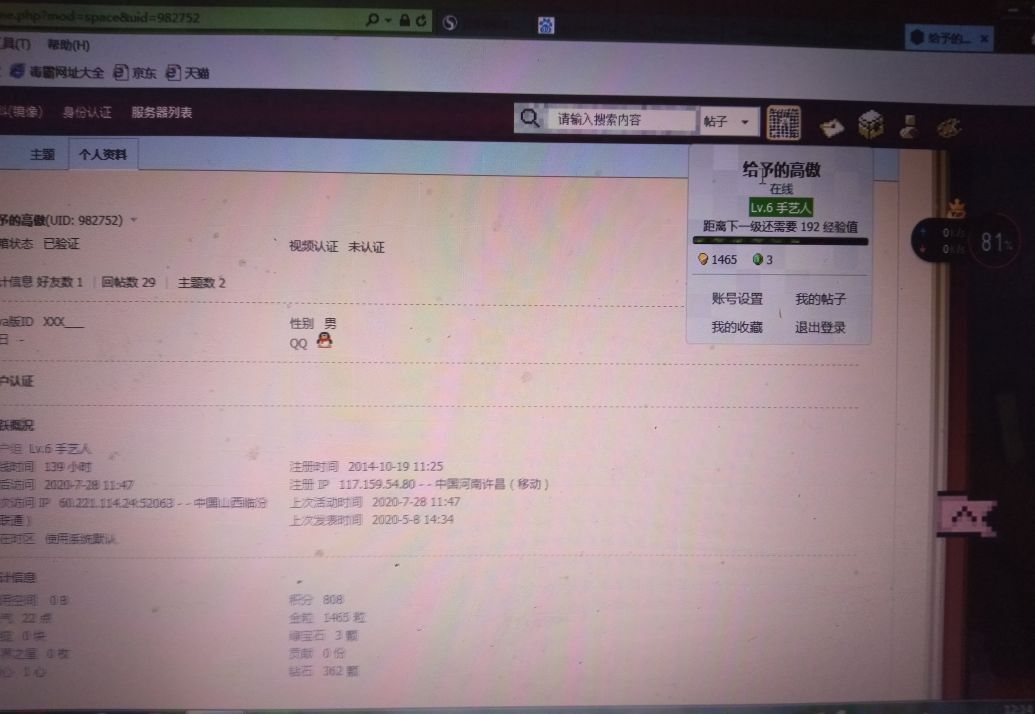 me.php?mod=space&uid=982752
具(T) 帮助(H)
给予的...
毒霸网址大全 京东 天猫
料(镜像) 身份认证 服务器列表
请输入搜索内容 帖子
主题 个人资料
给予的高傲
在线
Lv.6 手艺人
距离下一级还需要 192 经验值
1465 3
账号设置 我的帖子
我的收藏 退出登录
0K/s
0K/s
81%
予的高傲(UID: 982752)
箱状态 已验证
视频认证 未认证
计信息 好友数 1 | 回帖数 29 | 主题数 2
va版ID XXX___
性别 男
日 -
QQ
户认证
跃概况
户组 Lv.6 手艺人
线时间 139 小时
注册时间 2014-10-19 11:25
后访问 2020-7-28 11:47
注册 IP 117.159.54.80 - - 中国河南许昌（移动）
次访问 IP 60.221.114.24:52063 - - 中国山西临汾
联通）
上次活动时间 2020-7-28 11:47
上次发表时间 2020-5-8 14:34
在时区 使用系统默认
计信息
用空间 0 B
积分 808
气 22 点
金粒 1465 粒
锭 0 块
绿宝石 3 颗
界之星 0 枚
贡献 0 份
心 1 心
钻石 362 颗